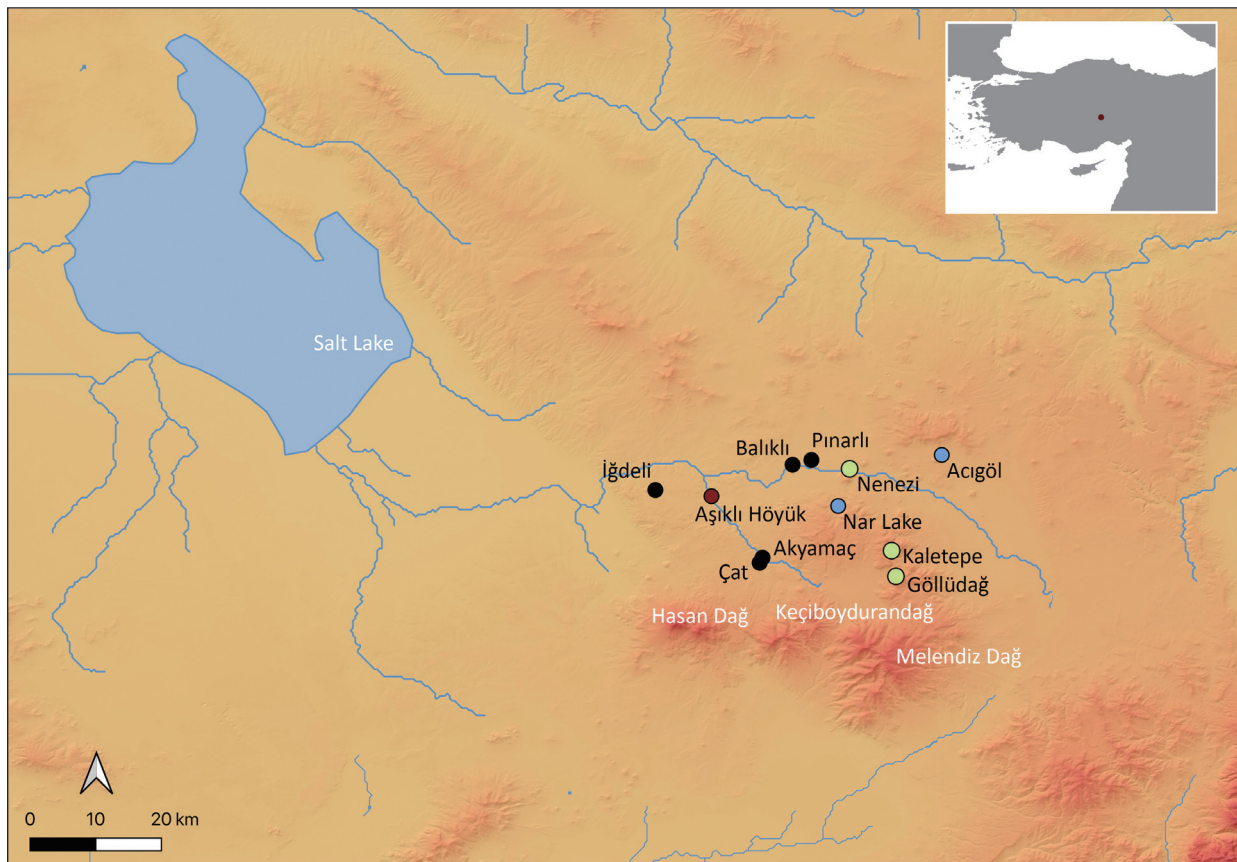 Salt Lake
Balıklı
Pınarlı
İğdeli
Nenezi
Acıgöl
Aşıklı Höyük
Nar Lake
Akyamaç
Kaletepe
Çat
Göllüdağ
Hasan Dağ
Keçiboydurandağ
Melendiz Dağ
0 10 20 km